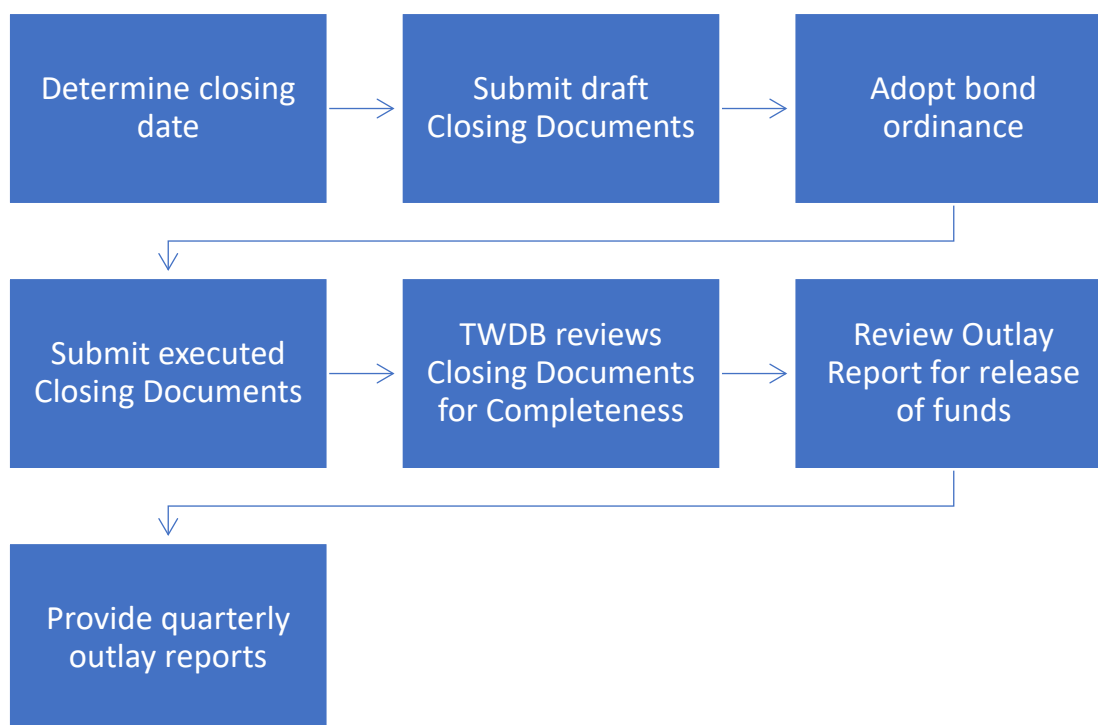 Determine closing
date
Submit draft
Closing Documents
Adopt bond
ordinance
Submit executed
Closing Documents
TWDB reviews
Closing Documents
for Completeness
Review Outlay
Report for release
of funds
Provide quarterly
outlay reports